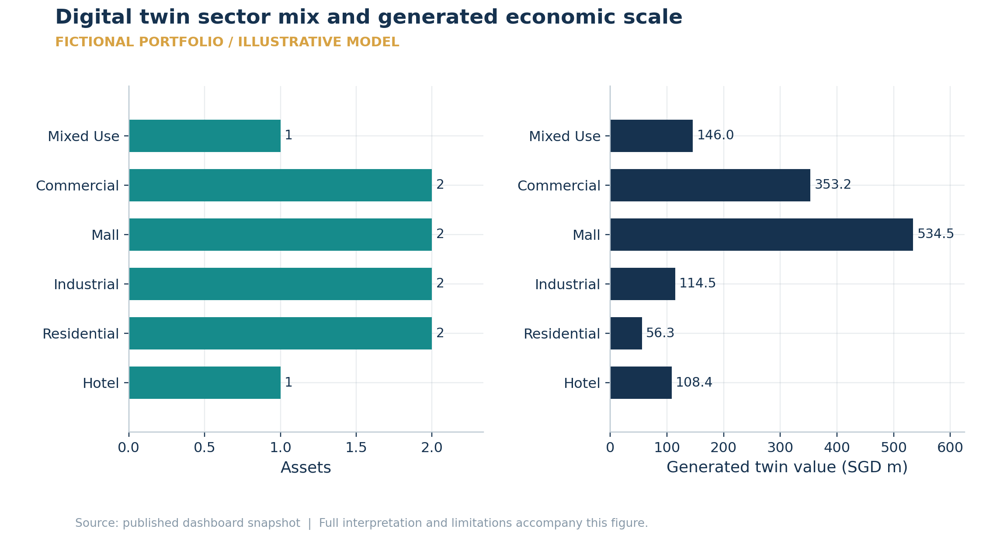 Digital twin sector mix and generated economic scale
FICTIONAL PORTFOLIO / ILLUSTRATIVE MODEL
Mixed Use 1
Commercial 2
Mall 2
Industrial 2
Residential 2
Hotel 1
0.0 0.5 1.0 1.5 2.0
Assets
Mixed Use 146.0
Commercial 353.2
Mall 534.5
Industrial 114.5
Residential 56.3
Hotel 108.4
0 100 200 300 400 500 600
Generated twin value (SGD m)
Source: published dashboard snapshot | Full interpretation and limitations accompany this figure.